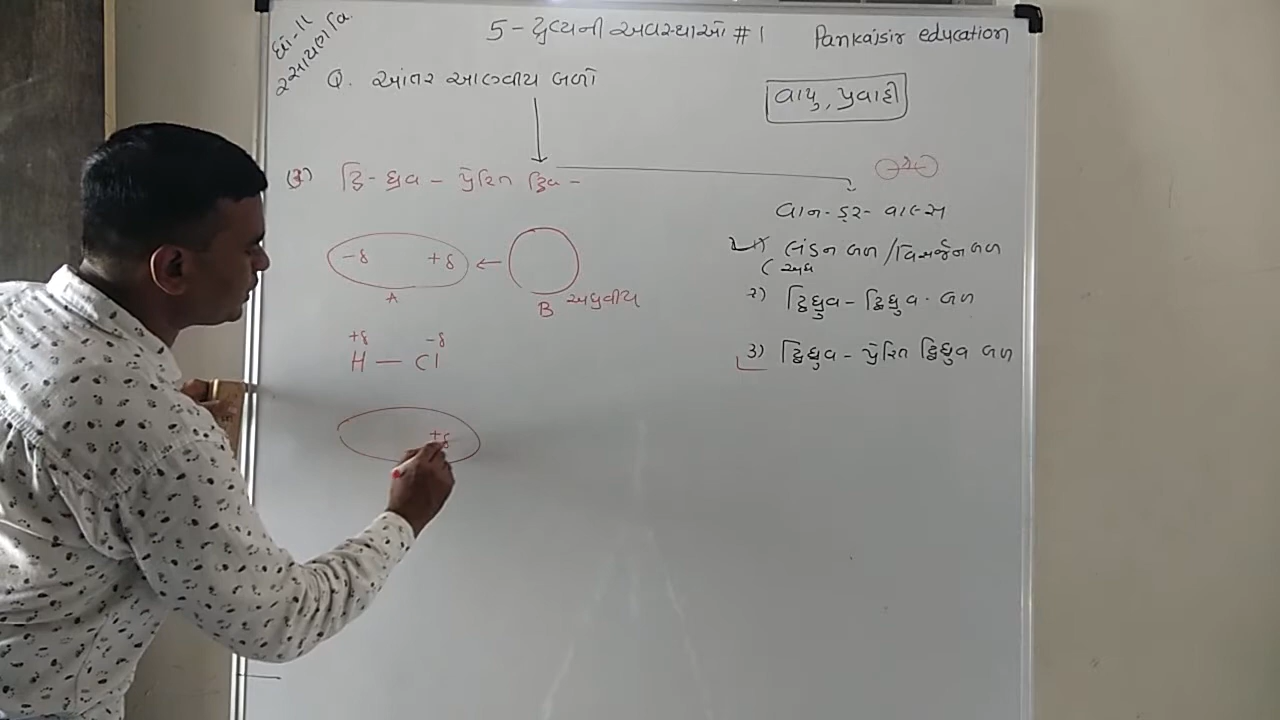 ધો-11
રસાયણ વિ.
5 - દ્રવ્યની અવસ્થાઓ #1
Pankajsir education
Q. આંતર આણ્વીય બળો
વાયુ, પ્રવાહી
(3) દ્વિ-ધ્રુવ - પ્રેરિત દ્વિધ્રુવ -
વાન-ડર-વાલ્સ
1) લંડન બળ / વિસર્જન બળ
2) દ્વિધ્રુવ - દ્વિધ્રુવ. બળ
3) દ્વિધ્રુવ - પ્રેરિત દ્વિધ્રુવ બળ
-δ +δ ←
A
B અધ્રુવીય
+δ -δ
H — Cl
+δ